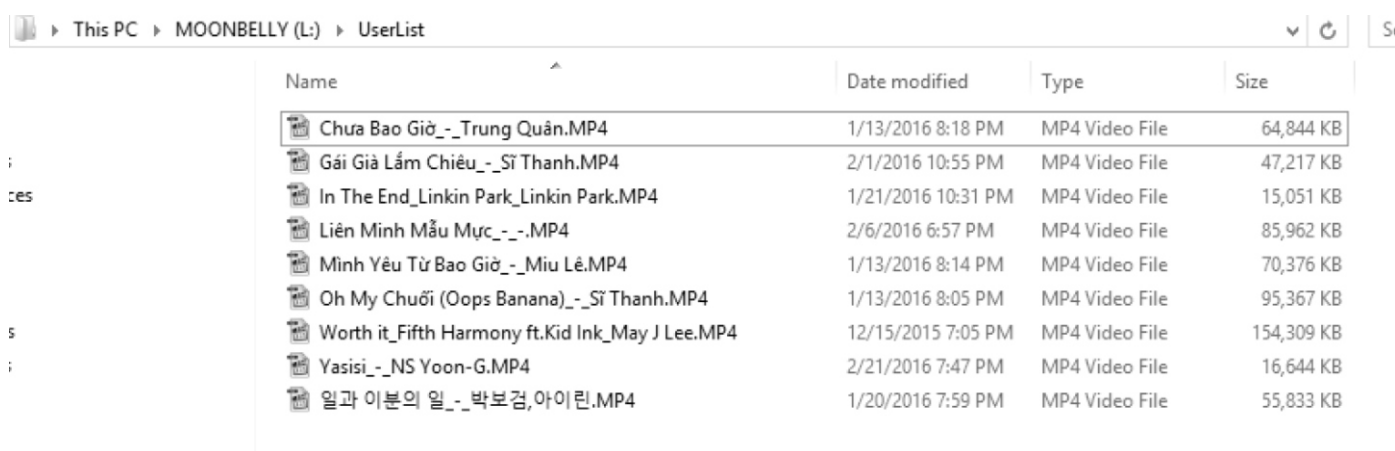 This PC MOONBELLY (L:) UserList
Name Date modified Type Size
Chưa Bao Giờ_-_Trung Quân.MP4 1/13/2016 8:18 PM MP4 Video File 64,844 KB
Gái Già Lắm Chiêu_-_Sĩ Thanh.MP4 2/1/2016 10:55 PM MP4 Video File 47,217 KB
In The End_Linkin Park_Linkin Park.MP4 1/21/2016 10:31 PM MP4 Video File 15,051 KB
Liên Minh Mẫu Mực_-_-.MP4 2/6/2016 6:57 PM MP4 Video File 85,962 KB
Mình Yêu Từ Bao Giờ_-_Miu Lê.MP4 1/13/2016 8:14 PM MP4 Video File 70,376 KB
Oh My Chuối (Oops Banana)_-_Sĩ Thanh.MP4 1/13/2016 8:05 PM MP4 Video File 95,367 KB
Worth it_Fifth Harmony ft.Kid Ink_May J Lee.MP4 12/15/2015 7:05 PM MP4 Video File 154,309 KB
Yasisi_-_NS Yoon-G.MP4 2/21/2016 7:47 PM MP4 Video File 16,644 KB
일과 이분의 일_-_박보검,아이린.MP4 1/20/2016 7:59 PM MP4 Video File 55,833 KB